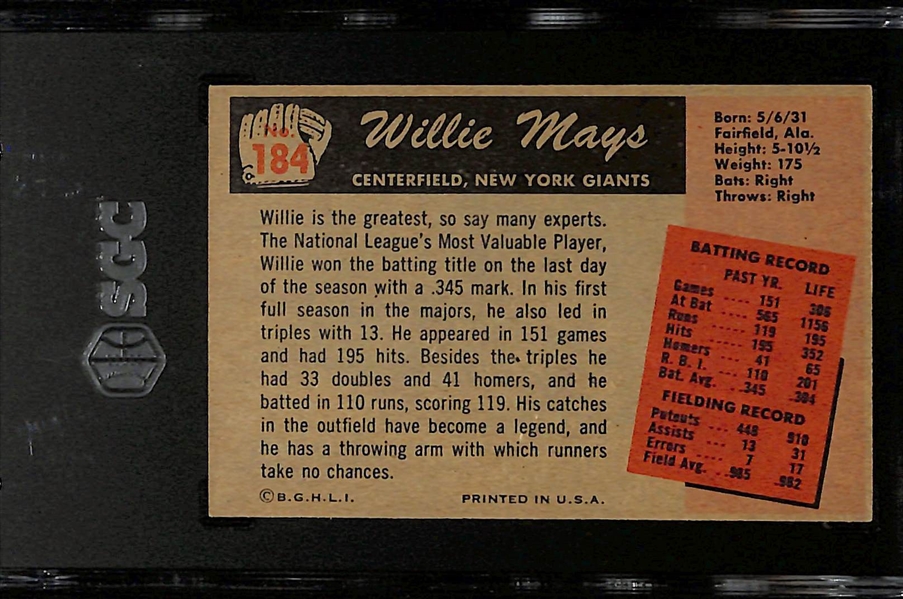 SGC
No.
184
Willie Mays
CENTERFIELD, NEW YORK GIANTS
Born: 5/6/31
Fairfield, Ala.
Height: 5-10½
Weight: 175
Bats: Right
Throws: Right
Willie is the greatest, so say many experts.
The National League's Most Valuable Player,
Willie won the batting title on the last day
of the season with a .345 mark. In his first
full season in the majors, he also led in
triples with 13. He appeared in 151 games
and had 195 hits. Besides the triples he
had 33 doubles and 41 homers, and he
batted in 110 runs, scoring 119. His catches
in the outfield have become a legend, and
he has a throwing arm with which runners
take no chances.
©B.G.H.L.I. PRINTED IN U.S.A.
BATTING RECORD
PAST YR. LIFE
Games .... 151 306
At Bat .... 565 1156
Runs .... 119 195
Hits .... 195 352
Homers .... 41 65
R. B. I. .... 110 201
Bat. Avg. .345 .304
FIELDING RECORD
Putouts ... 448 910
Assists ... 13 31
Errors ... 7 17
Field Avg. .985 .982